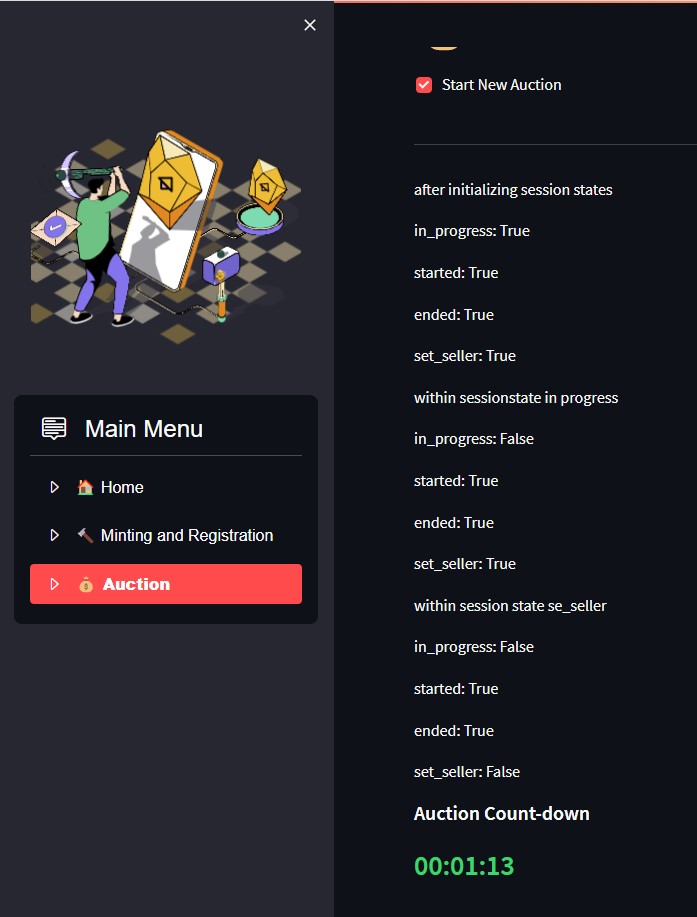 Main Menu
Home
Minting and Registration
Auction
Start New Auction
after initializing session states
in_progress: True
started: True
ended: True
set_seller: True
within sessionstate in progress
in_progress: False
started: True
ended: True
set_seller: True
within session state se_seller
in_progress: False
started: True
ended: True
set_seller: False
Auction Count-down
00:01:13